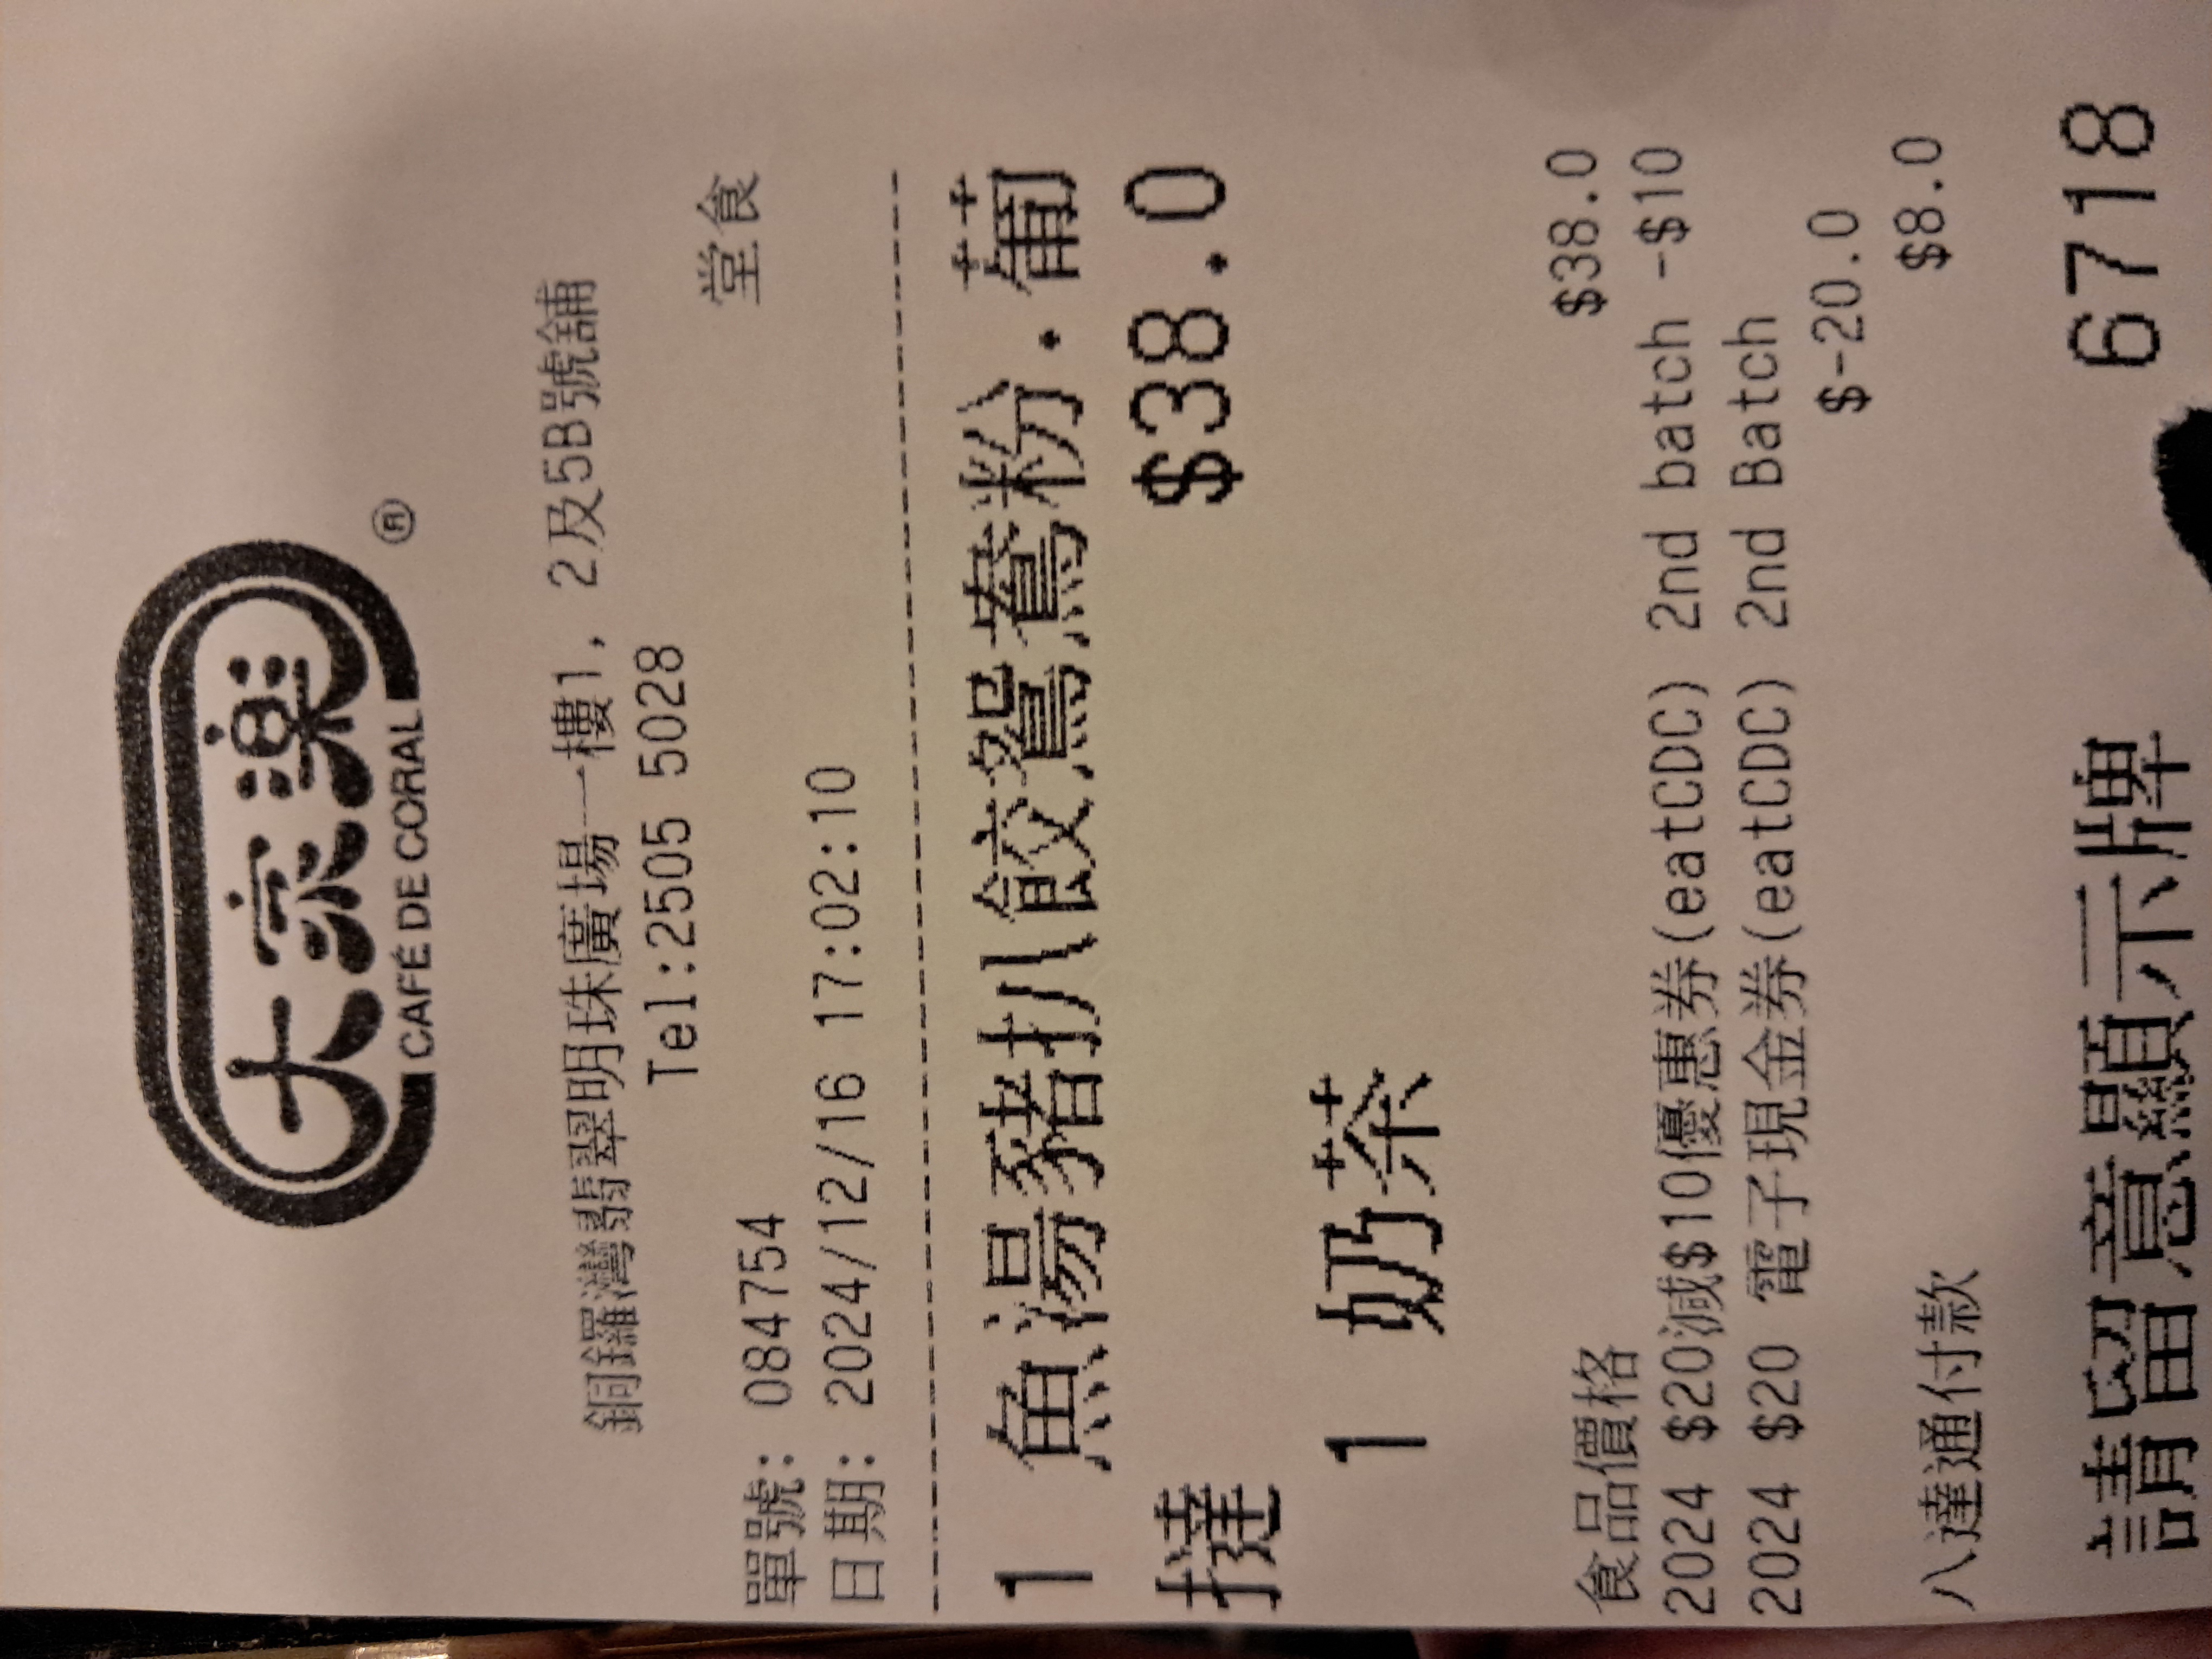 大家樂®
CAFÉ DE CORAL
銅鑼灣翡翠明珠廣場一樓1, 2及5B號舖
Tel:2505 5028
單號: 084754 堂食
日期: 2024/12/16 17:02:10
1 魚湯豬扒餃鴛鴦粉.葡
撻 $38.0
1 奶茶
食品價格 $38.0
2024 $20減$10優惠券(eatCDC) 2nd batch -$10
2024 $20 電子現金券(eatCDC) 2nd Batch
$-20.0
八達通付款 $8.0
請留意顯示牌 6718